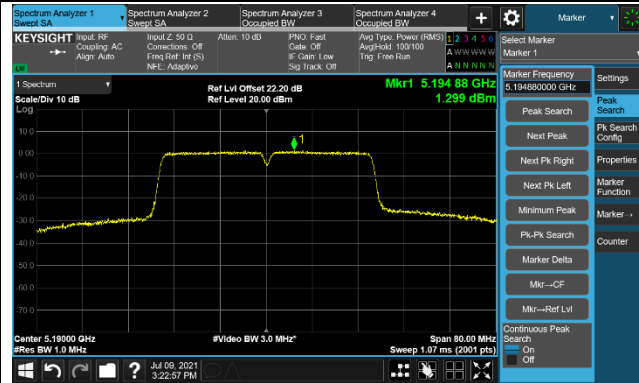 Spectrum Analyzer 1
Swept SA
Spectrum Analyzer 2
Swept SA
Spectrum Analyzer 3
Occupied BW
Spectrum Analyzer 4
Occupied BW
+
Marker
KEYSIGHT
Input: RF
Coupling: AC
Align: Auto
Input Z: 50 Ω
Corrections: Off
Freq Ref: Int (S)
NFE: Adaptive
Atten: 10 dB
PNO: Fast
Gate: Off
IF Gain: Low
Sig Track: Off
Avg Type: Power (RMS)
Avg|Hold: 100/100
Trig: Free Run
1 2 3 4 5 6
A W W W W W
A N N N N N
Select Marker
Marker 1
Marker Frequency
5.194880000 GHz
Settings
Peak Search
Next Peak
Next Pk Right
Next Pk Left
Minimum Peak
Pk-Pk Search
Marker Delta
Mkr→CF
Mkr→Ref Lvl
Continuous Peak
Search
On
Off
Peak
Search
Pk Search
Config
Properties
Marker
Function
Marker→
Counter
1 Spectrum
Scale/Div 10 dB
Log
Ref Lvl Offset 22.20 dB
Ref Level 20.00 dBm
Mkr1 5.194 88 GHz
1.299 dBm
1
10.0
0.00
-10.0
-20.0
-30.0
-40.0
-50.0
-60.0
-70.0
Center 5.19000 GHz
#Res BW 1.0 MHz
#Video BW 3.0 MHz*
Span 80.00 MHz
Sweep 1.07 ms (2001 pts)
?
Jul 09, 2021
3:22:57 PM